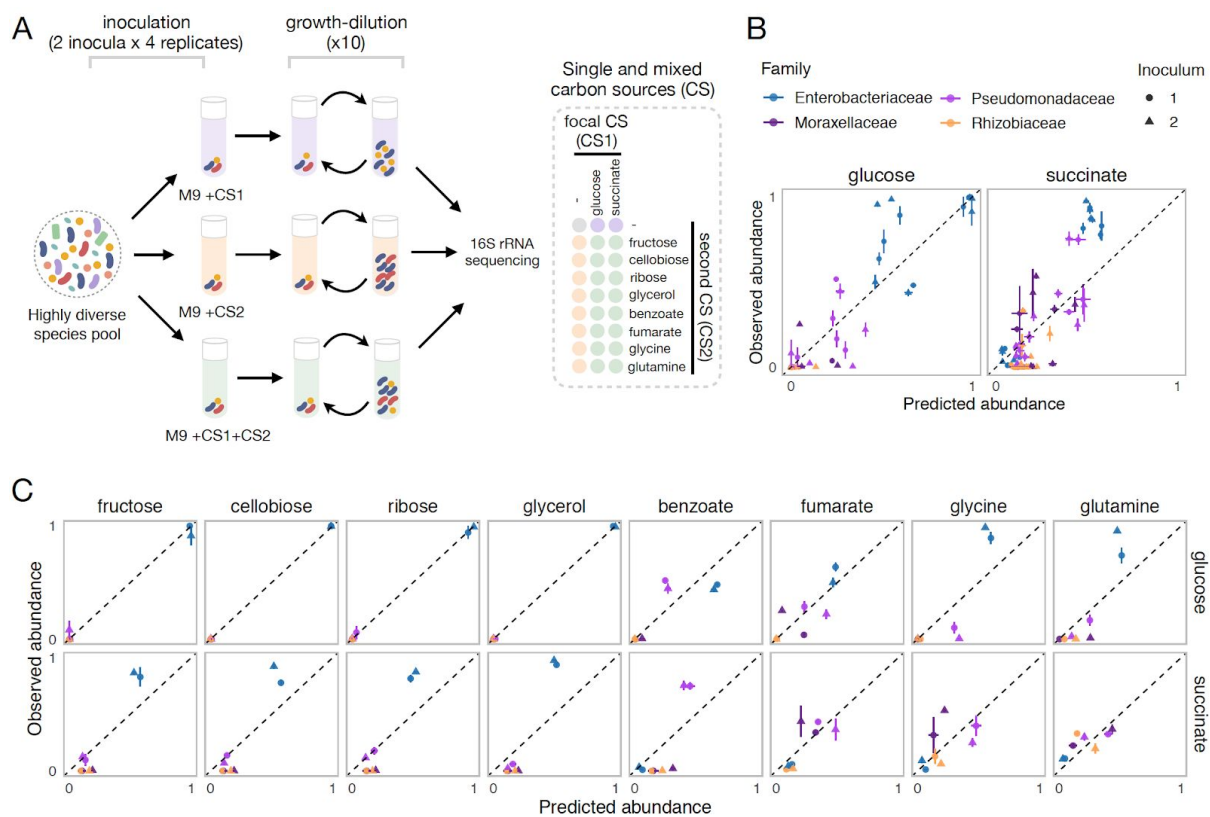 A
inoculation
(2 inocula x 4 replicates)
growth-dilution
(x10)
M9 +CS1
Highly diverse
species pool
M9 +CS2
M9 +CS1+CS2
16S rRNA
sequencing
Single and mixed
carbon sources (CS)
focal CS
(CS1)
-
glucose
succinate
-
fructose
cellobiose
ribose
glycerol
benzoate
fumarate
glycine
glutamine
second CS (CS2)
B
Family
Enterobacteriaceae
Pseudomonadaceae
Moraxellaceae
Rhizobiaceae
Inoculum
1
2
glucose
succinate
Observed abundance
1
0
0
1
0
1
Predicted abundance
C
fructose
cellobiose
ribose
glycerol
benzoate
fumarate
glycine
glutamine
Observed abundance
1
0
glucose
1
0
succinate
0 1
0 1
0 1
0 1
0 1
0 1
0 1
0 1
Predicted abundance